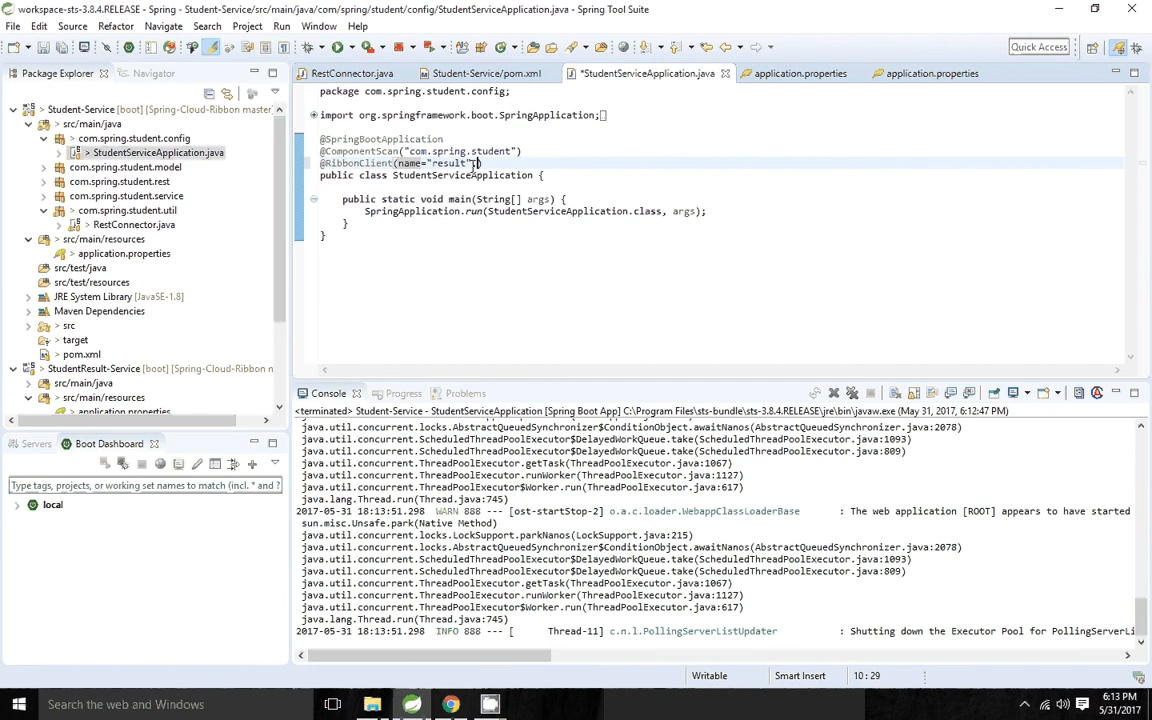 workspace-sts-3.8.4.RELEASE - Spring - Student-Service/src/main/java/com/spring/student/config/StudentServiceApplication.java - Spring Tool Suite
File Edit Source Refactor Navigate Search Project Run Window Help
Quick Access
Package Explorer Navigator
RestConnector.java Student-Service/pom.xml *StudentServiceApplication.java application.properties application.properties
> Student-Service [boot] [Spring-Cloud-Ribbon master
> src/main/java
> com.spring.student.config
> StudentServiceApplication.java
> com.spring.student.model
> com.spring.student.rest
> com.spring.student.service
> com.spring.student.util
> RestConnector.java
> src/main/resources
> application.properties
src/test/java
src/test/resources
JRE System Library [JavaSE-1.8]
Maven Dependencies
> src
target
> pom.xml
> StudentResult-Service [boot] [Spring-Cloud-Ribbon n
> src/main/java
> src/main/resources
> application.properties
package com.spring.student.config;
import org.springframework.boot.SpringApplication;
@SpringBootApplication
@ComponentScan("com.spring.student")
@RibbonClient(name="result",)
public class StudentServiceApplication {
public static void main(String[] args) {
SpringApplication.run(StudentServiceApplication.class, args);
}
}
Servers Boot Dashboard
Type tags, projects, or working set names to match (incl. * and ?
local
Console Progress Problems
<terminated> Student-Service - StudentServiceApplication [Spring Boot App] C:\Program Files\sts-bundle\sts-3.8.4.RELEASE\jre\bin\javaw.exe (May 31, 2017, 6:12:47 PM)
java.util.concurrent.locks.AbstractQueuedSynchronizer$ConditionObject.awaitNanos(AbstractQueuedSynchronizer.java:2078)
java.util.concurrent.ScheduledThreadPoolExecutor$DelayedWorkQueue.take(ScheduledThreadPoolExecutor.java:1093)
java.util.concurrent.ScheduledThreadPoolExecutor$DelayedWorkQueue.take(ScheduledThreadPoolExecutor.java:809)
java.util.concurrent.ThreadPoolExecutor.getTask(ThreadPoolExecutor.java:1067)
java.util.concurrent.ThreadPoolExecutor.runWorker(ThreadPoolExecutor.java:1127)
java.util.concurrent.ThreadPoolExecutor$Worker.run(ThreadPoolExecutor.java:617)
java.lang.Thread.run(Thread.java:745)
2017-05-31 18:13:51.298 WARN 888 --- [ost-startStop-2] o.a.c.loader.WebappClassLoaderBase : The web application [ROOT] appears to have started
sun.misc.Unsafe.park(Native Method)
java.util.concurrent.locks.LockSupport.parkNanos(LockSupport.java:215)
java.util.concurrent.locks.AbstractQueuedSynchronizer$ConditionObject.awaitNanos(AbstractQueuedSynchronizer.java:2078)
java.util.concurrent.ScheduledThreadPoolExecutor$DelayedWorkQueue.take(ScheduledThreadPoolExecutor.java:1093)
java.util.concurrent.ScheduledThreadPoolExecutor$DelayedWorkQueue.take(ScheduledThreadPoolExecutor.java:809)
java.util.concurrent.ThreadPoolExecutor.getTask(ThreadPoolExecutor.java:1067)
java.util.concurrent.ThreadPoolExecutor.runWorker(ThreadPoolExecutor.java:1127)
java.util.concurrent.ThreadPoolExecutor$Worker.run(ThreadPoolExecutor.java:617)
java.lang.Thread.run(Thread.java:745)
2017-05-31 18:13:51.298 INFO 888 --- [ Thread-11] c.n.l.PollingServerListUpdater : Shutting down the Executor Pool for PollingServerLi
Writable Smart Insert 10 : 29
Search the web and Windows
6:13 PM
5/31/2017